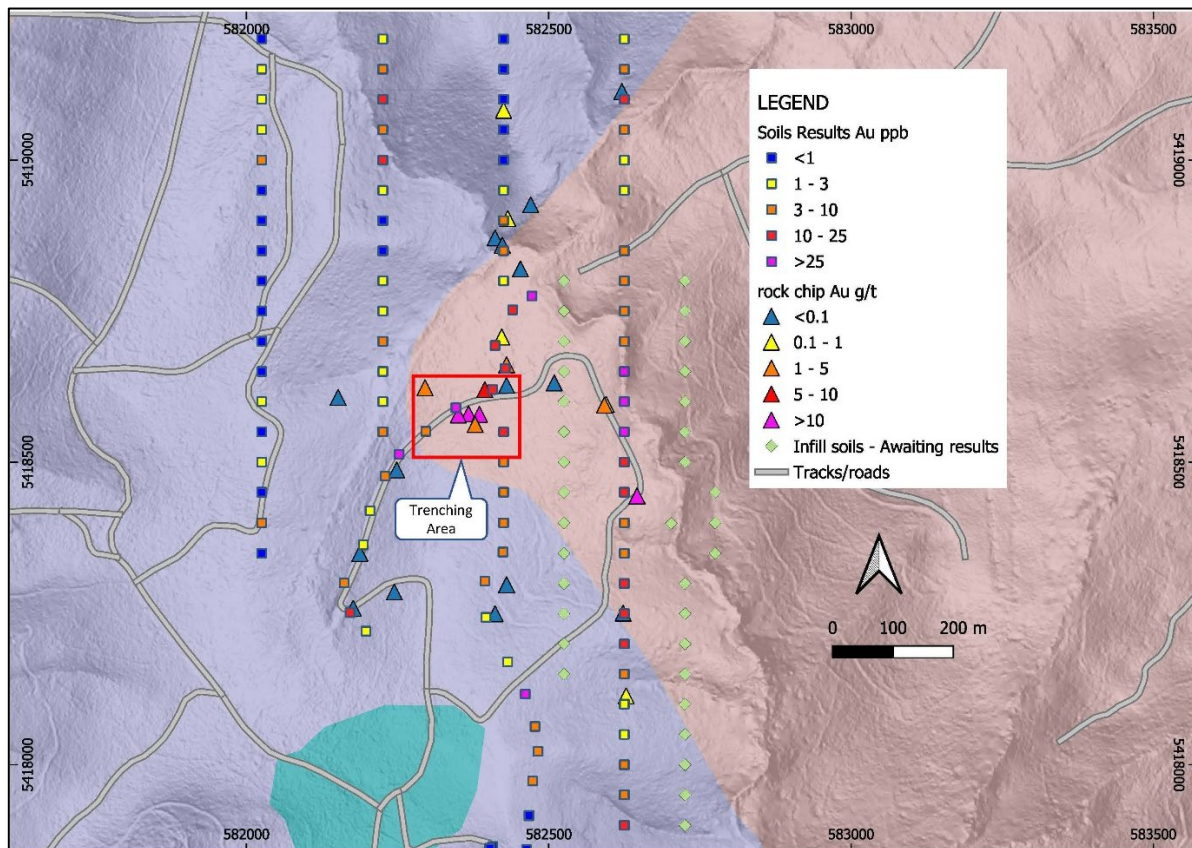 582000 582500 583000 583500
5419000
5419000
LEGEND
Soils Results Au ppb
<1
1 - 3
3 - 10
10 - 25
>25
rock chip Au g/t
<0.1
0.1 - 1
1 - 5
5 - 10
>10
Infill soils - Awaiting results
Tracks/roads
5418500
5418500
Trenching
Area
0 100 200 m
5418000
5418000
582000 582500 583000 583500